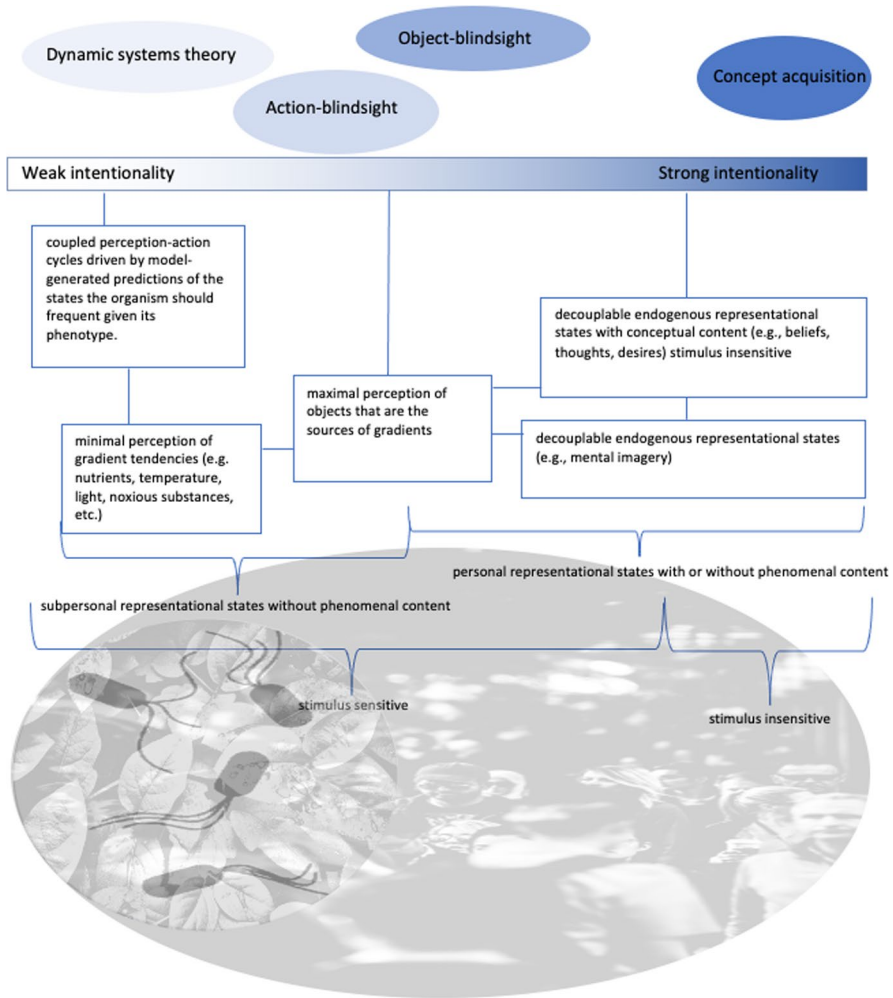 Object-blindsight
Dynamic systems theory
Concept acquisition
Action-blindsight
Weak intentionality
Strong intentionality
coupled perception-action
cycles driven by model-
generated predictions of the
states the organism should
frequent given its
phenotype.
decouplable endogenous representational
states with conceptual content (e.g., beliefs,
thoughts, desires) stimulus insensitive
maximal perception of
objects that are the
sources of gradients
minimal perception of
gradient tendencies (e.g.
nutrients, temperature,
light, noxious substances,
etc.)
decouplable endogenous representational states
(e.g., mental imagery)
personal representational states with or without phenomenal content
subpersonal representational states without phenomenal content
stimulus sensitive
stimulus insensitive